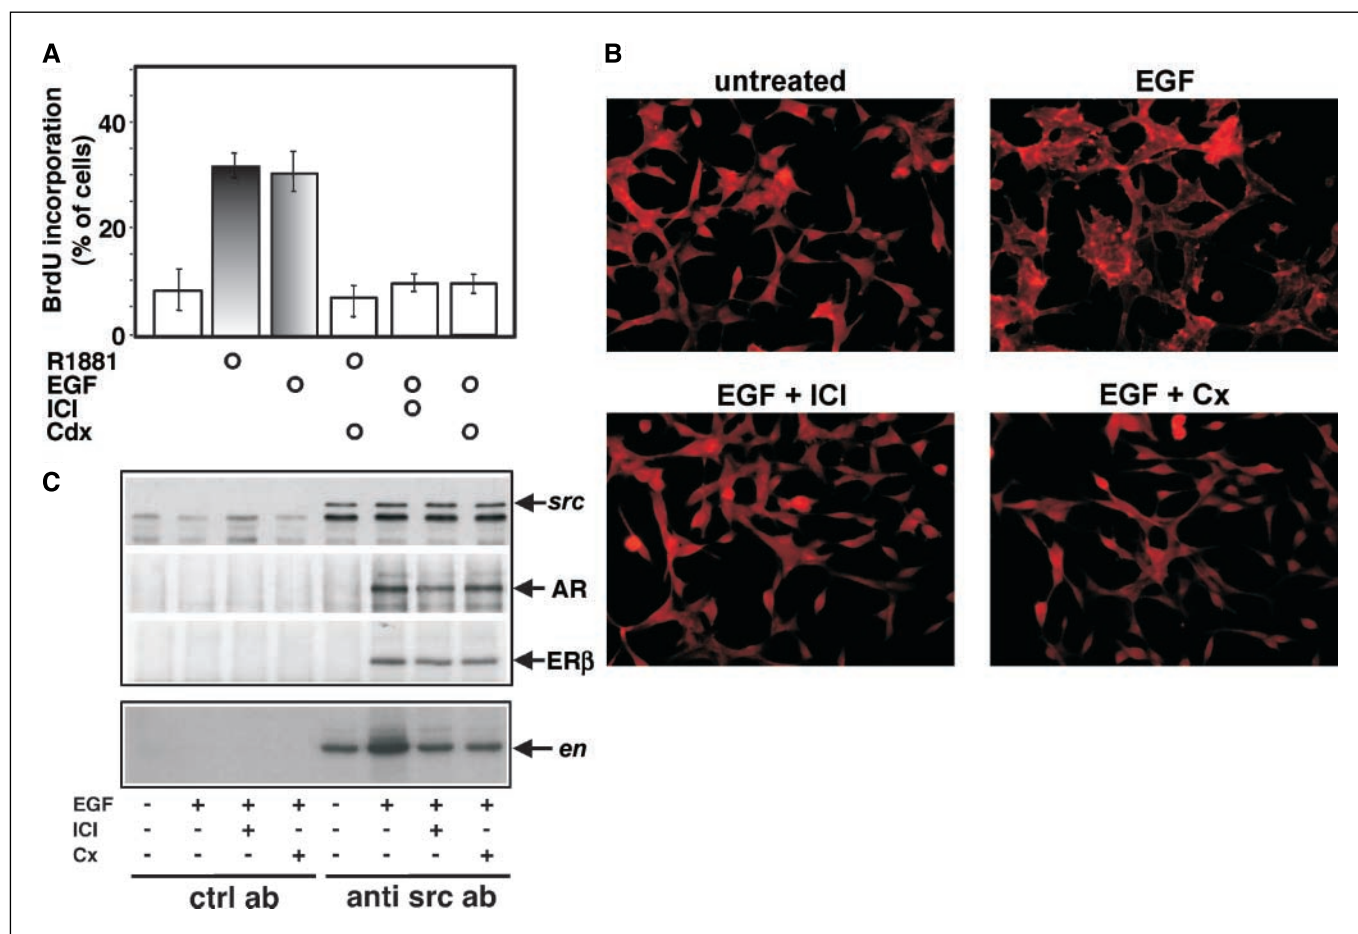 A
BrdU incorporation
(% of cells)
40
20
0
R1881
EGF
ICI
Cdx
B
untreated
EGF
EGF + ICI
EGF + Cx
C
src
AR
ERβ
en
EGF - + + + - + + +
ICI - - + - - - + -
Cx - - - + - - - +
ctrl ab anti src ab